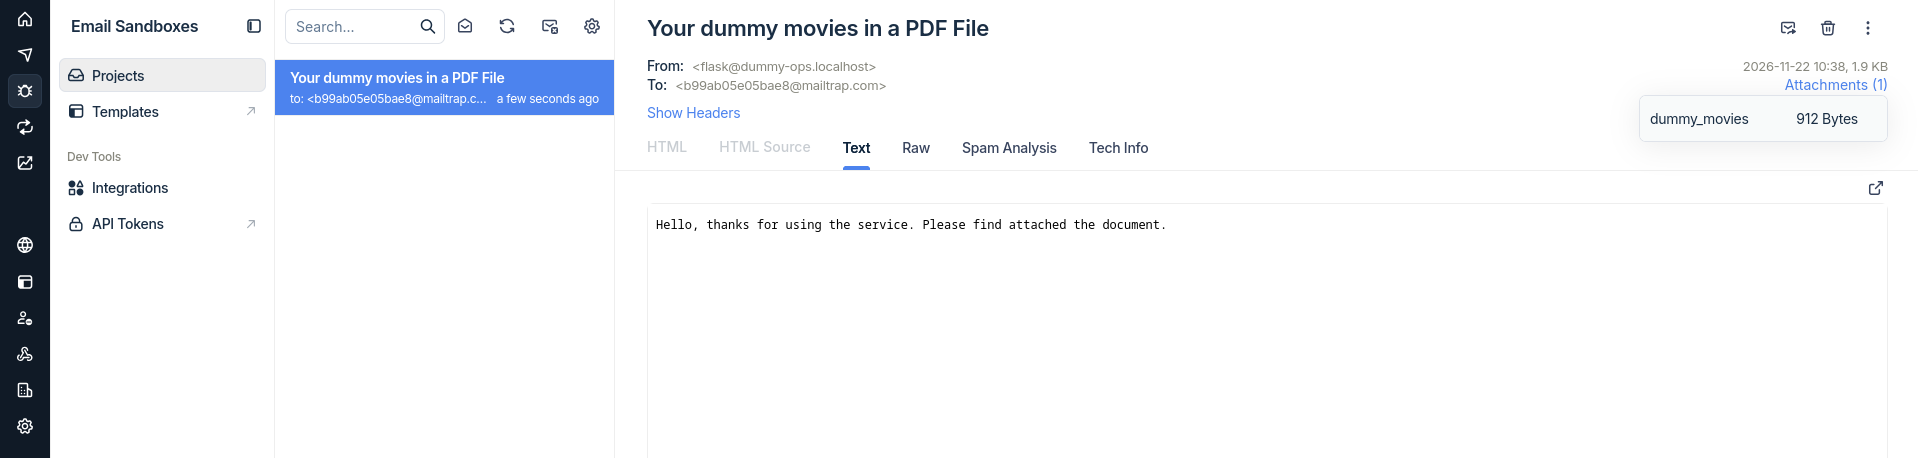 Email Sandboxes
Projects
Templates
Dev Tools
Integrations
API Tokens
Search...
Your dummy movies in a PDF File
to: <b99ab05e05bae8@mailtrap.c... a few seconds ago
Your dummy movies in a PDF File
From: <flask@dummy-ops.localhost>
2026-11-22 10:38, 1.9 KB
To: <b99ab05e05bae8@mailtrap.com>
Attachments (1)
Show Headers
dummy_movies 912 Bytes
HTML HTML Source Text Raw Spam Analysis Tech Info
Hello, thanks for using the service. Please find attached the document.